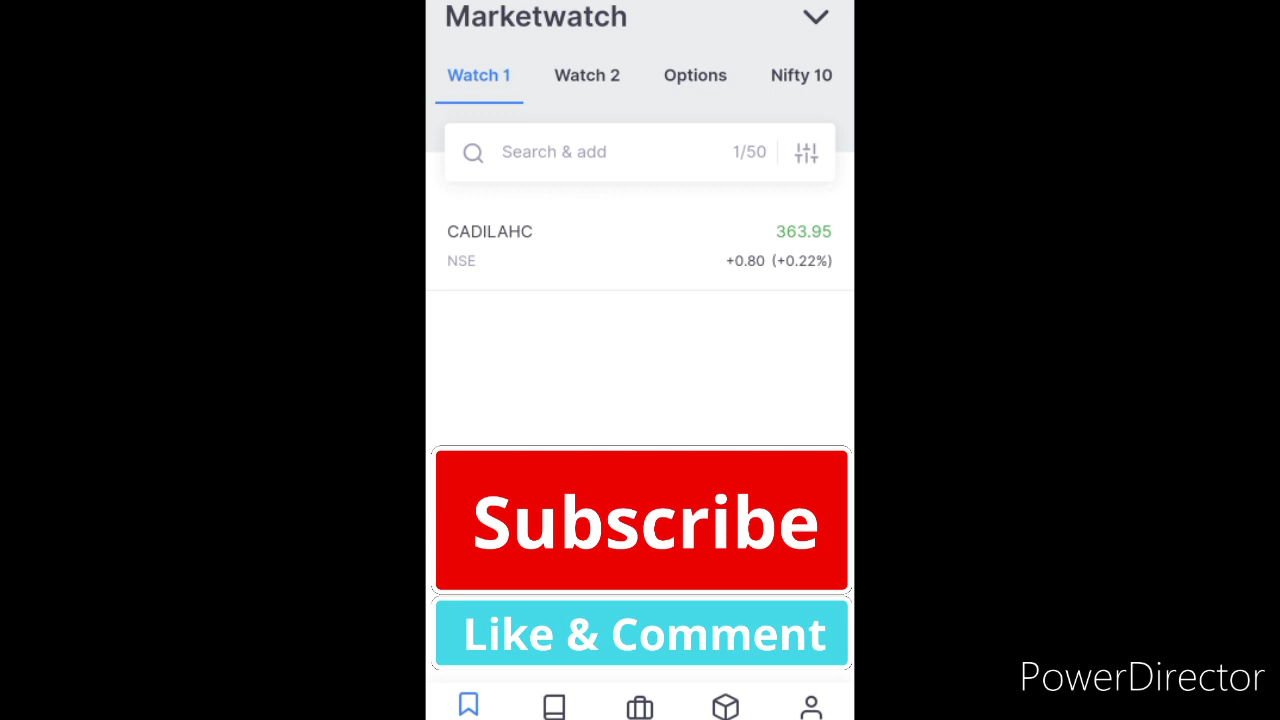 Marketwatch
Watch 1 Watch 2 Options Nifty 10
Search & add 1/50
CADILAHC 363.95
NSE +0.80 (+0.22%)
Subscribe
Like & Comment
PowerDirector